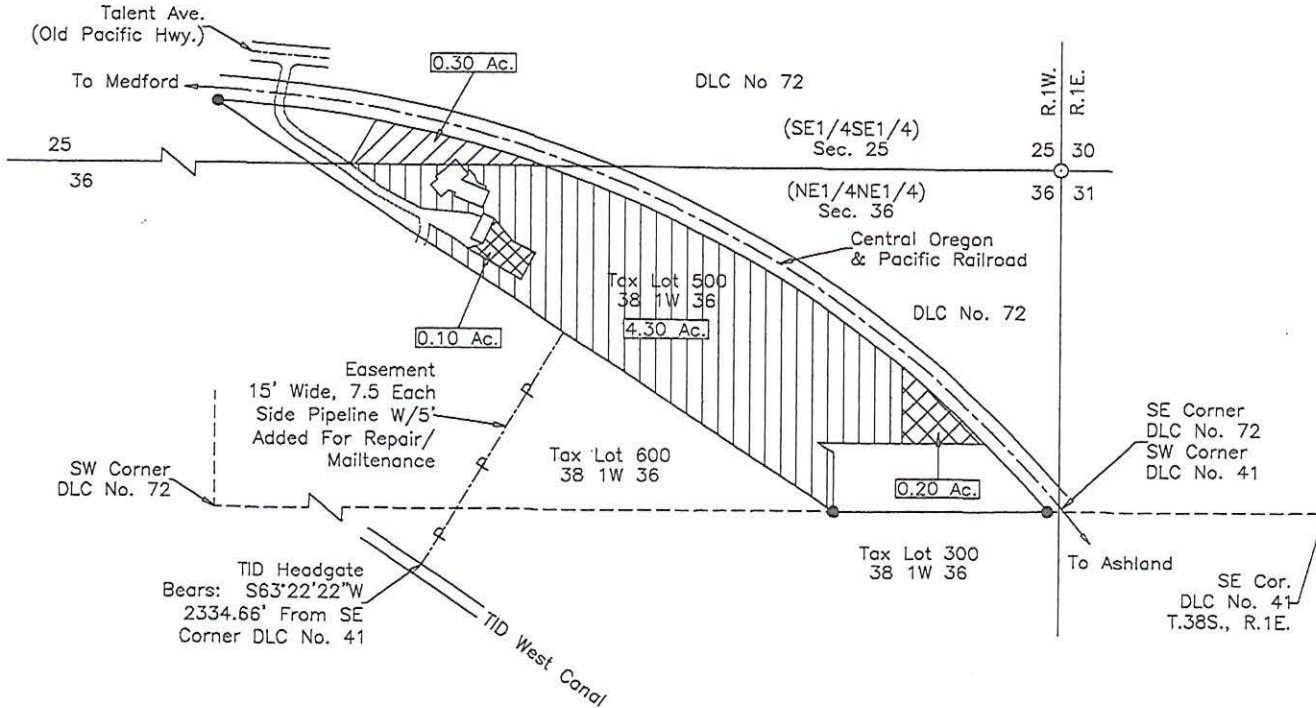 Talent Ave.
(Old Pacific Hwy.)
To Medford
0.30 Ac.
DLC No 72
R.1W.
R.1E.
(SE1/4SE1/4)
Sec. 25
25
36
25
30
36
31
(NE1/4NE1/4)
Sec. 36
Central Oregon
& Pacific Railroad
Tax Lot 500
38 1W 36
4.30 Ac.
DLC No. 72
0.10 Ac.
Easement
15' Wide, 7.5 Each
Side Pipeline W/5'
Added For Repair/
Mailtenance
P
P
P
SW Corner
DLC No. 72
Tax Lot 600
38 1W 36
0.20 Ac.
SE Corner
DLC No. 72
SW Corner
DLC No. 41
TID Headgate
Bears: S63°22'22"W
2334.66' From SE
Corner DLC No. 41
TID West Canal
Tax Lot 300
38 1W 36
To Ashland
SE Cor.
DLC No. 41
T.38S., R.1E.